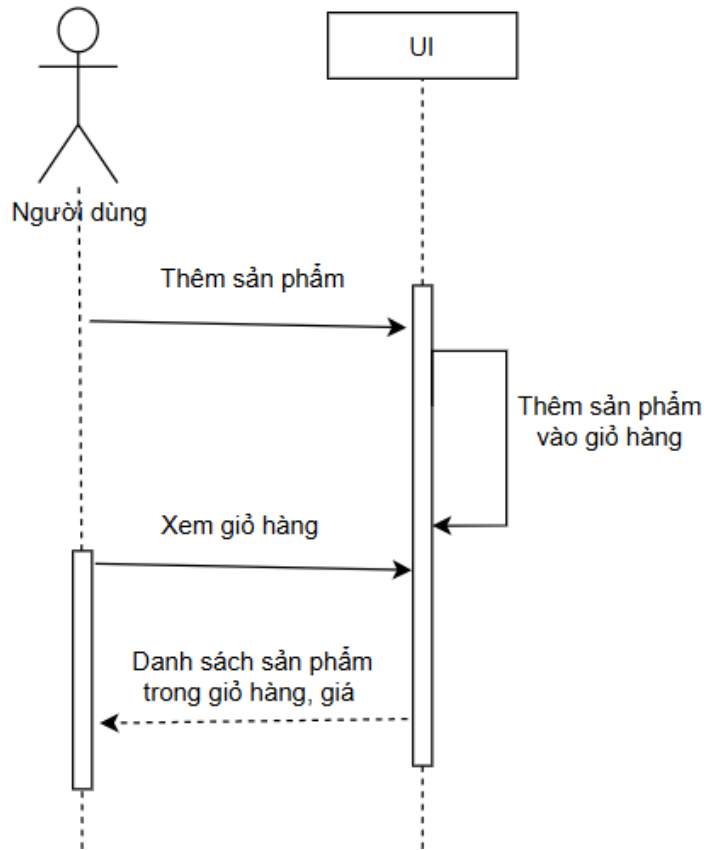 UI
Người dùng
Thêm sản phẩm
Thêm sản phẩm
vào giỏ hàng
Xem giỏ hàng
Danh sách sản phẩm
trong giỏ hàng, giá